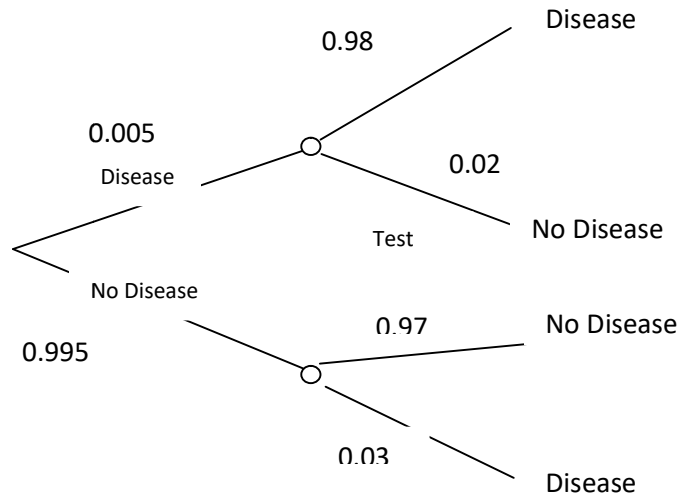 Disease
0.98
0.005
0.02
Disease
No Disease
Test
No Disease
0.97
No Disease
0.995
0.03
Disease